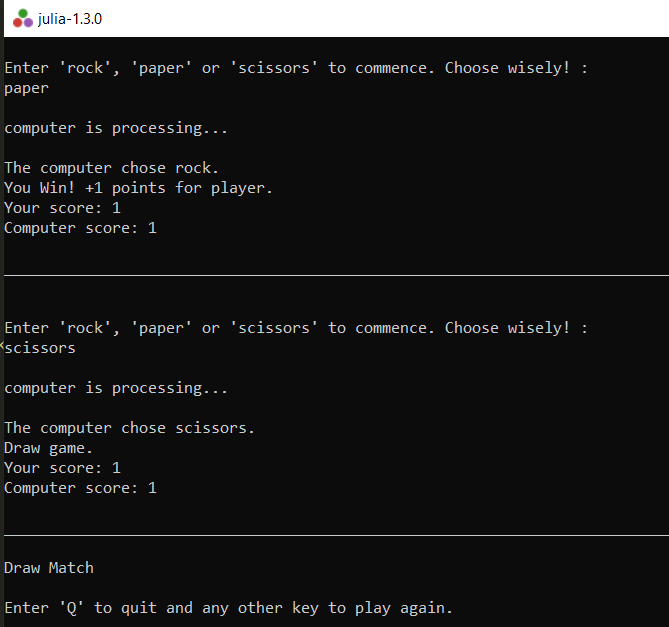 julia-1.3.0
Enter 'rock', 'paper' or 'scissors' to commence. Choose wisely! :
paper
computer is processing...
The computer chose rock.
You Win! +1 points for player.
Your score: 1
Computer score: 1
Enter 'rock', 'paper' or 'scissors' to commence. Choose wisely! :
scissors
computer is processing...
The computer chose scissors.
Draw game.
Your score: 1
Computer score: 1
Draw Match
Enter 'Q' to quit and any other key to play again.